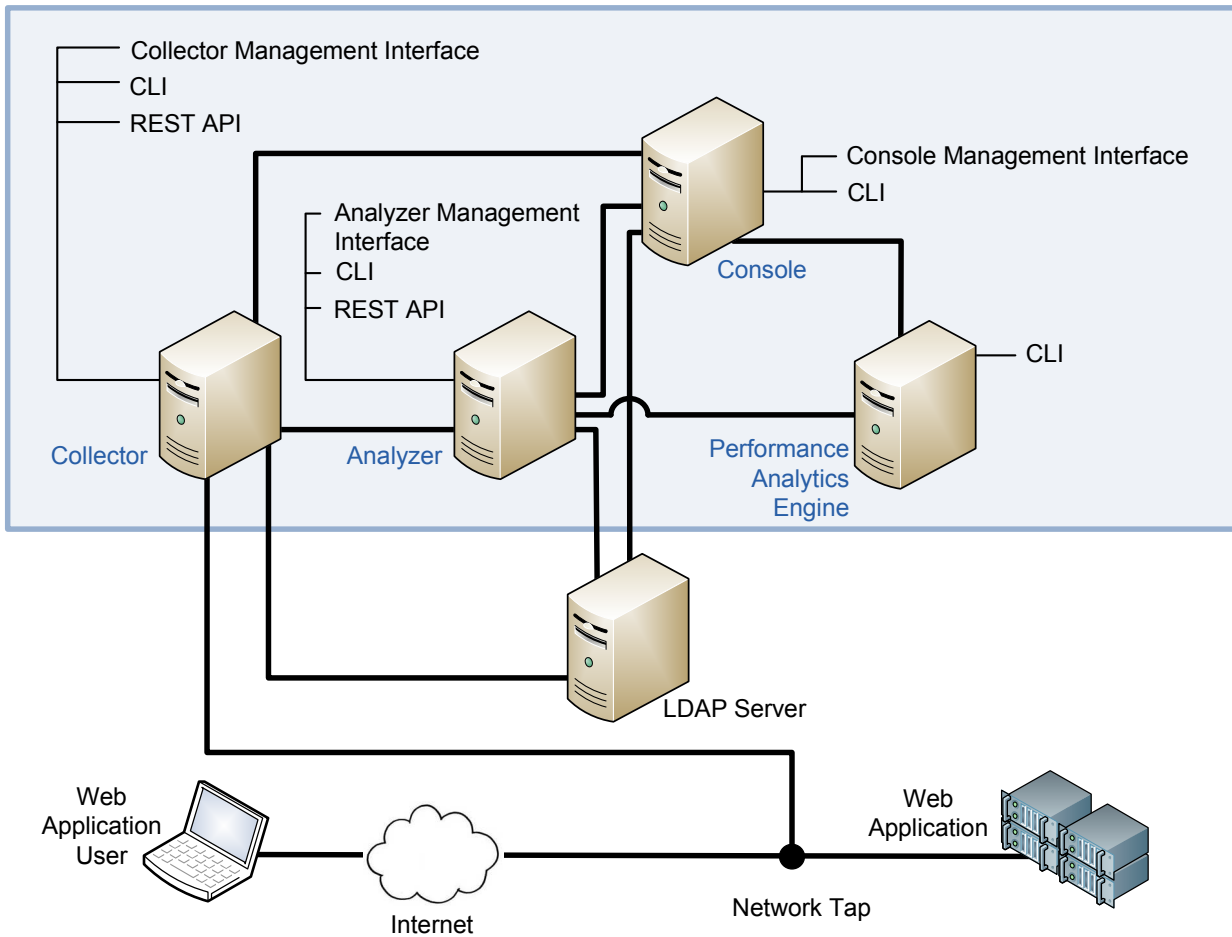 Collector Management Interface
CLI
REST API
Console Management Interface
CLI
Analyzer Management
Interface
CLI
REST API
Console
CLI
Collector
Analyzer
Performance
Analytics
Engine
LDAP Server
Web
Application
User
Internet
Network Tap
Web
Application